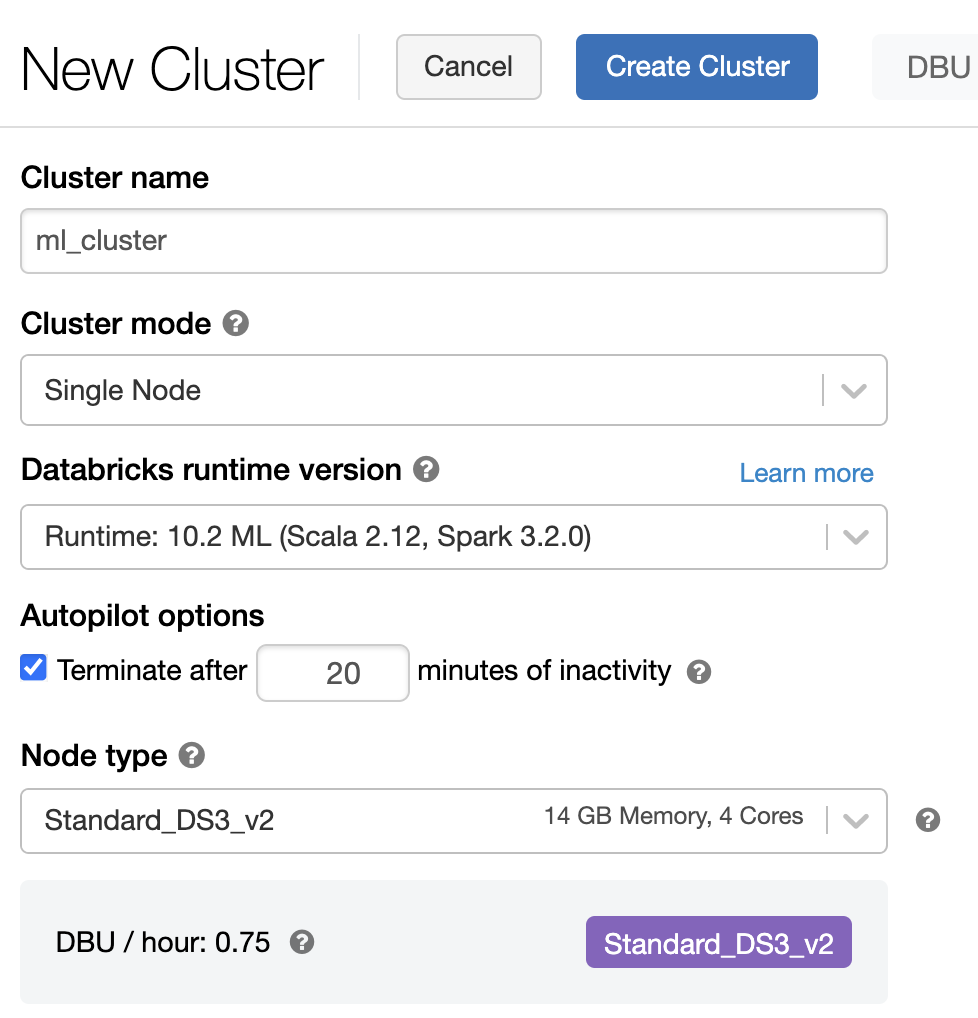 New Cluster Cancel Create Cluster DBU
Cluster name
ml_cluster
Cluster mode ?
Single Node
Databricks runtime version ? Learn more
Runtime: 10.2 ML (Scala 2.12, Spark 3.2.0)
Autopilot options
Terminate after 20 minutes of inactivity ?
Node type ?
Standard_DS3_v2 14 GB Memory, 4 Cores ?
DBU / hour: 0.75 ? Standard_DS3_v2